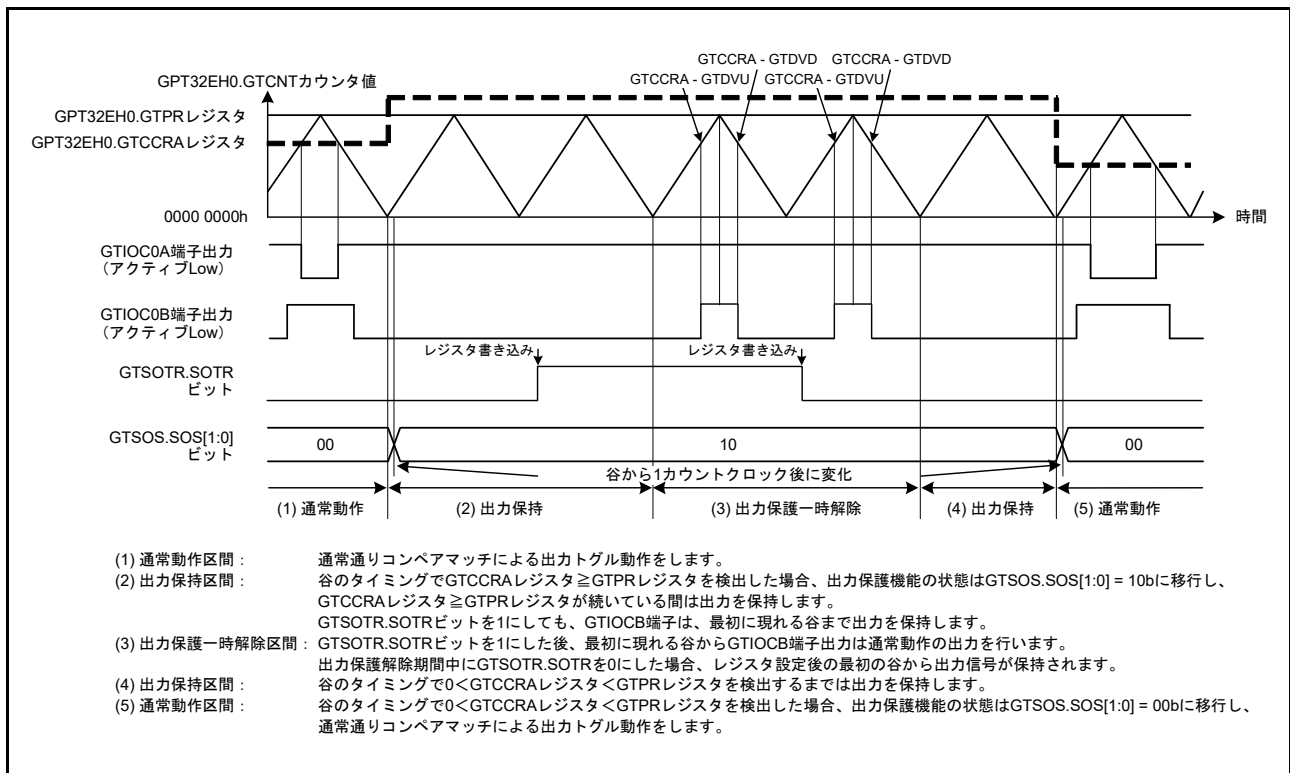 GTCCRA - GTDVD GTCCRA - GTDVD
GPT32EH0.GTCNTカウンタ値
GTCCRA - GTDVU GTCCRA - GTDVU
GPT32EH0.GTPRレジスタ
GPT32EH0.GTCCRAレジスタ
0000 0000h
時間
GTIOC0A端子出力
(アクティブLow)
GTIOC0B端子出力
(アクティブLow)
レジスタ書き込み
レジスタ書き込み
GTSOTR.SOTR
ビット
GTSOS.SOS[1:0]
ビット
00
10
00
谷から1カウントクロック後に変化
(1) 通常動作
(2) 出力保持
(3) 出力保護一時解除
(4) 出力保持
(5) 通常動作
(1) 通常動作区間: 通常通りコンペアマッチによる出力トグル動作をします。
(2) 出力保持区間: 谷のタイミングでGTCCRAレジスタ≧GTPRレジスタを検出した場合、出力保護機能の状態はGTSOS.SOS[1:0] = 10bに移行し、
GTCCRAレジスタ≧GTPRレジスタが続いている間は出力を保持します。
GTSOTR.SOTRビットを1にしても、GTIOCB端子は、最初に現れる谷まで出力を保持します。
(3) 出力保護一時解除区間: GTSOTR.SOTRビットを1にした後、最初に現れる谷からGTIOCB端子出力は通常動作の出力を行います。
出力保護解除期間中にGTSOTR.SOTRを0にした場合、レジスタ設定後の最初の谷から出力信号が保持されます。
(4) 出力保持区間: 谷のタイミングで0<GTCCRAレジスタ<GTPRレジスタを検出するまでは出力を保持します。
(5) 通常動作区間: 谷のタイミングで0<GTCCRAレジスタ<GTPRレジスタを検出した場合、出力保護機能の状態はGTSOS.SOS[1:0] = 00bに移行し、
通常通りコンペアマッチによる出力トグル動作をします。